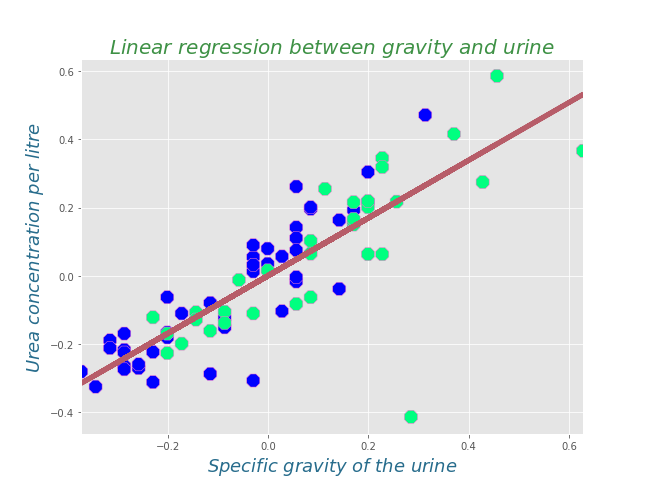 Linear regression between gravity and urine
Urea concentration per litre
0.6
0.4
0.2
0.0
−0.2
−0.4
−0.2 0.0 0.2 0.4 0.6
Specific gravity of the urine